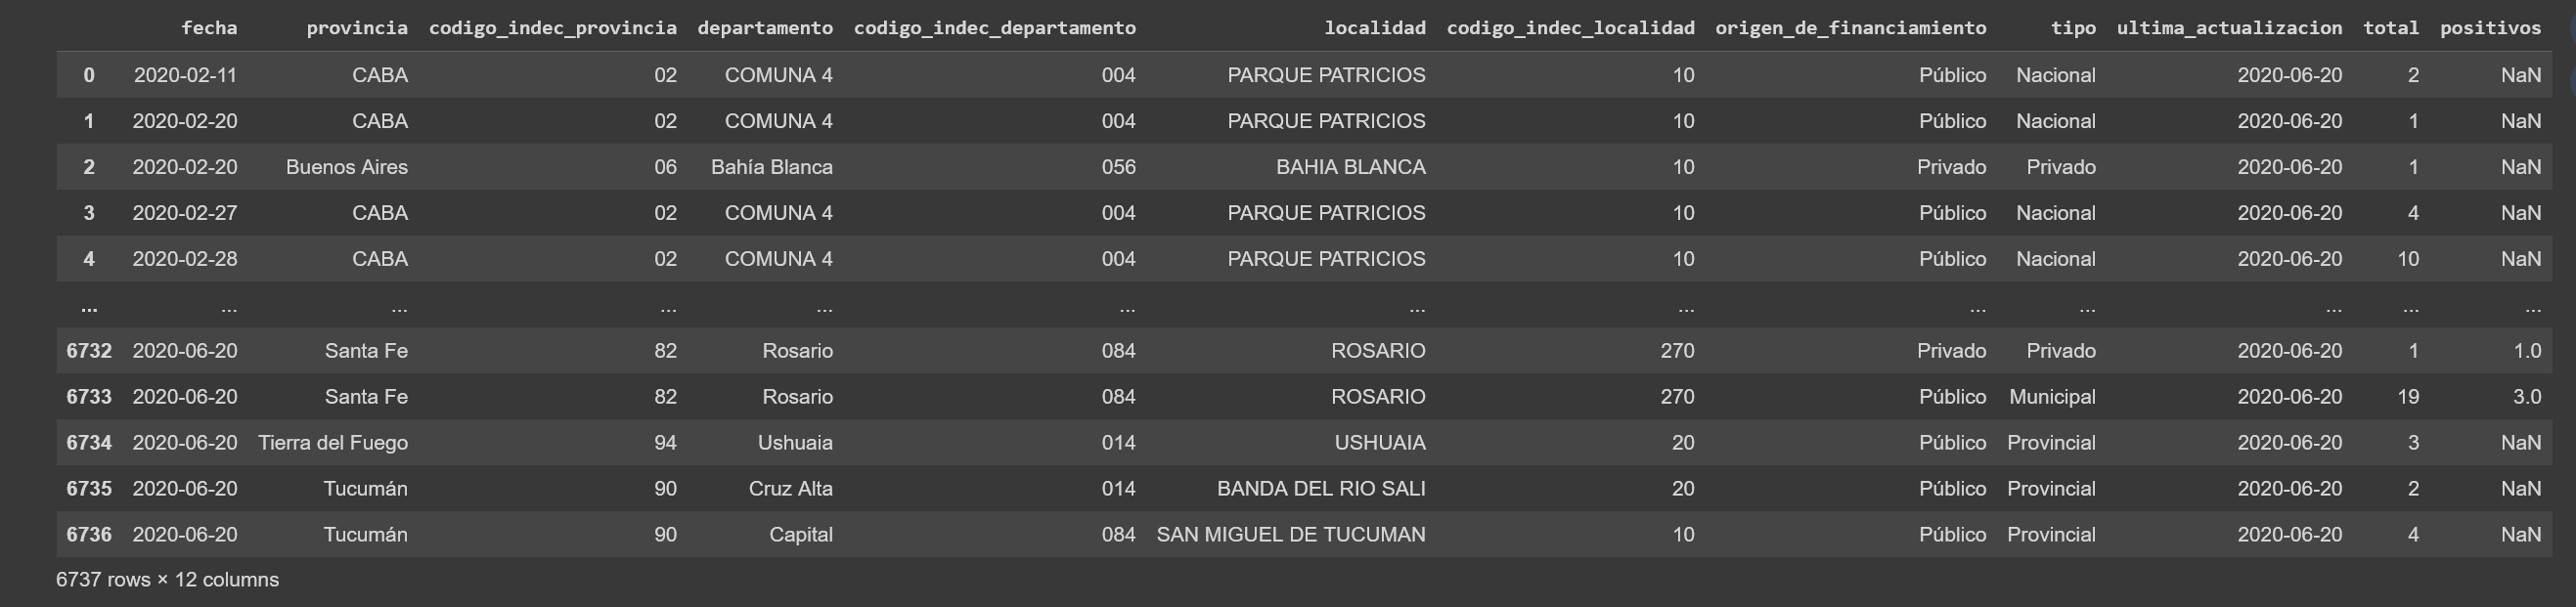 fecha provincia codigo_indec_provincia departamento codigo_indec_departamento localidad codigo_indec_localidad origen_de_financiamiento tipo ultima_actualizacion total positivos
0 2020-02-11 CABA 02 COMUNA 4 004 PARQUE PATRICIOS 10 Público Nacional 2020-06-20 2 NaN
1 2020-02-20 CABA 02 COMUNA 4 004 PARQUE PATRICIOS 10 Público Nacional 2020-06-20 1 NaN
2 2020-02-20 Buenos Aires 06 Bahía Blanca 056 BAHIA BLANCA 10 Privado Privado 2020-06-20 1 NaN
3 2020-02-27 CABA 02 COMUNA 4 004 PARQUE PATRICIOS 10 Público Nacional 2020-06-20 4 NaN
4 2020-02-28 CABA 02 COMUNA 4 004 PARQUE PATRICIOS 10 Público Nacional 2020-06-20 10 NaN
... ... ... ... ... ... ... ... ... ... ... ... ...
6732 2020-06-20 Santa Fe 82 Rosario 084 ROSARIO 270 Privado Privado 2020-06-20 1 1.0
6733 2020-06-20 Santa Fe 82 Rosario 084 ROSARIO 270 Público Municipal 2020-06-20 19 3.0
6734 2020-06-20 Tierra del Fuego 94 Ushuaia 014 USHUAIA 20 Público Provincial 2020-06-20 3 NaN
6735 2020-06-20 Tucumán 90 Cruz Alta 014 BANDA DEL RIO SALI 20 Público Provincial 2020-06-20 2 NaN
6736 2020-06-20 Tucumán 90 Capital 084 SAN MIGUEL DE TUCUMAN 10 Público Provincial 2020-06-20 4 NaN
6737 rows × 12 columns